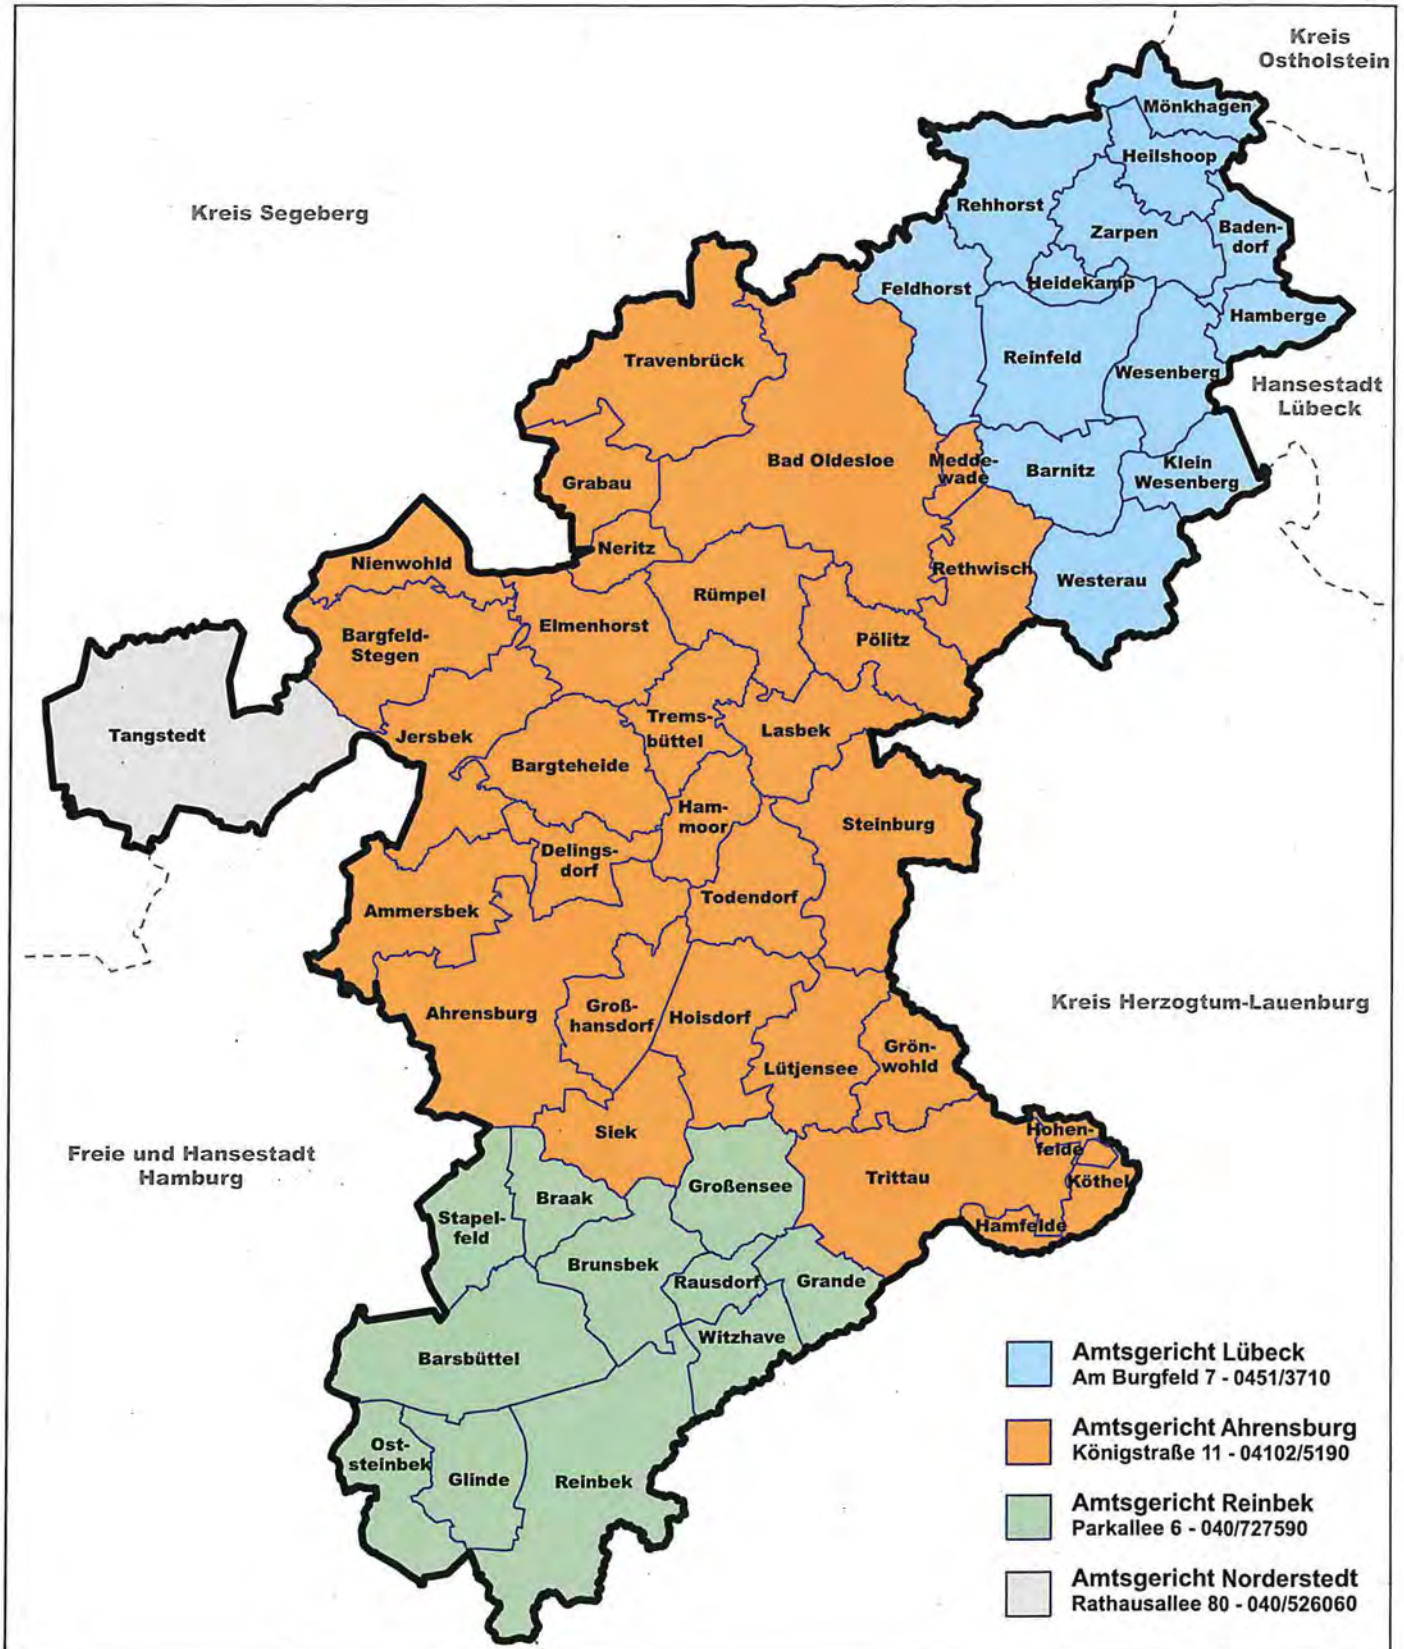 Kreis
Ostholstein
Mönkhagen
Heilshoop
Kreis Segeberg
Rehhorst
Zarpen
Baden-
dorf
Feldhorst
Heidekamp
Hamberge
Travenbrück
Reinfeld
Wesenberg
Hansestadt
Lübeck
Bad Oldesloe
Medde-
wade
Barnitz
Klein
Wesenberg
Grabau
Neritz
Nienwohld
Rethwisch
Westerau
Rümpel
Elmenhorst
Bargfeld-
Stegen
Pölitz
Tangstedt
Jersbek
Trems-
büttel
Lasbek
Bargteheide
Ham-
moor
Steinburg
Delings-
dorf
Todendorf
Ammersbek
Ahrensburg
Groß-
hansdorf
Hoisdorf
Kreis Herzogtum-Lauenburg
Lütjensee
Grön-
wohld
Siek
Hohen-
felde
Freie und Hansestadt
Hamburg
Trittau
Köthel
Großensee
Braak
Stapel-
feld
Hamfelde
Brunsbek
Rausdorf
Grande
Witzhave
Barsbüttel
Ost-
steinbek
Glinde
Reinbek
Amtsgericht Lübeck
Am Burgfeld 7 - 0451/3710
Amtsgericht Ahrensburg
Königstraße 11 - 04102/5190
Amtsgericht Reinbek
Parkallee 6 - 040/727590
Amtsgericht Norderstedt
Rathausallee 80 - 040/526060